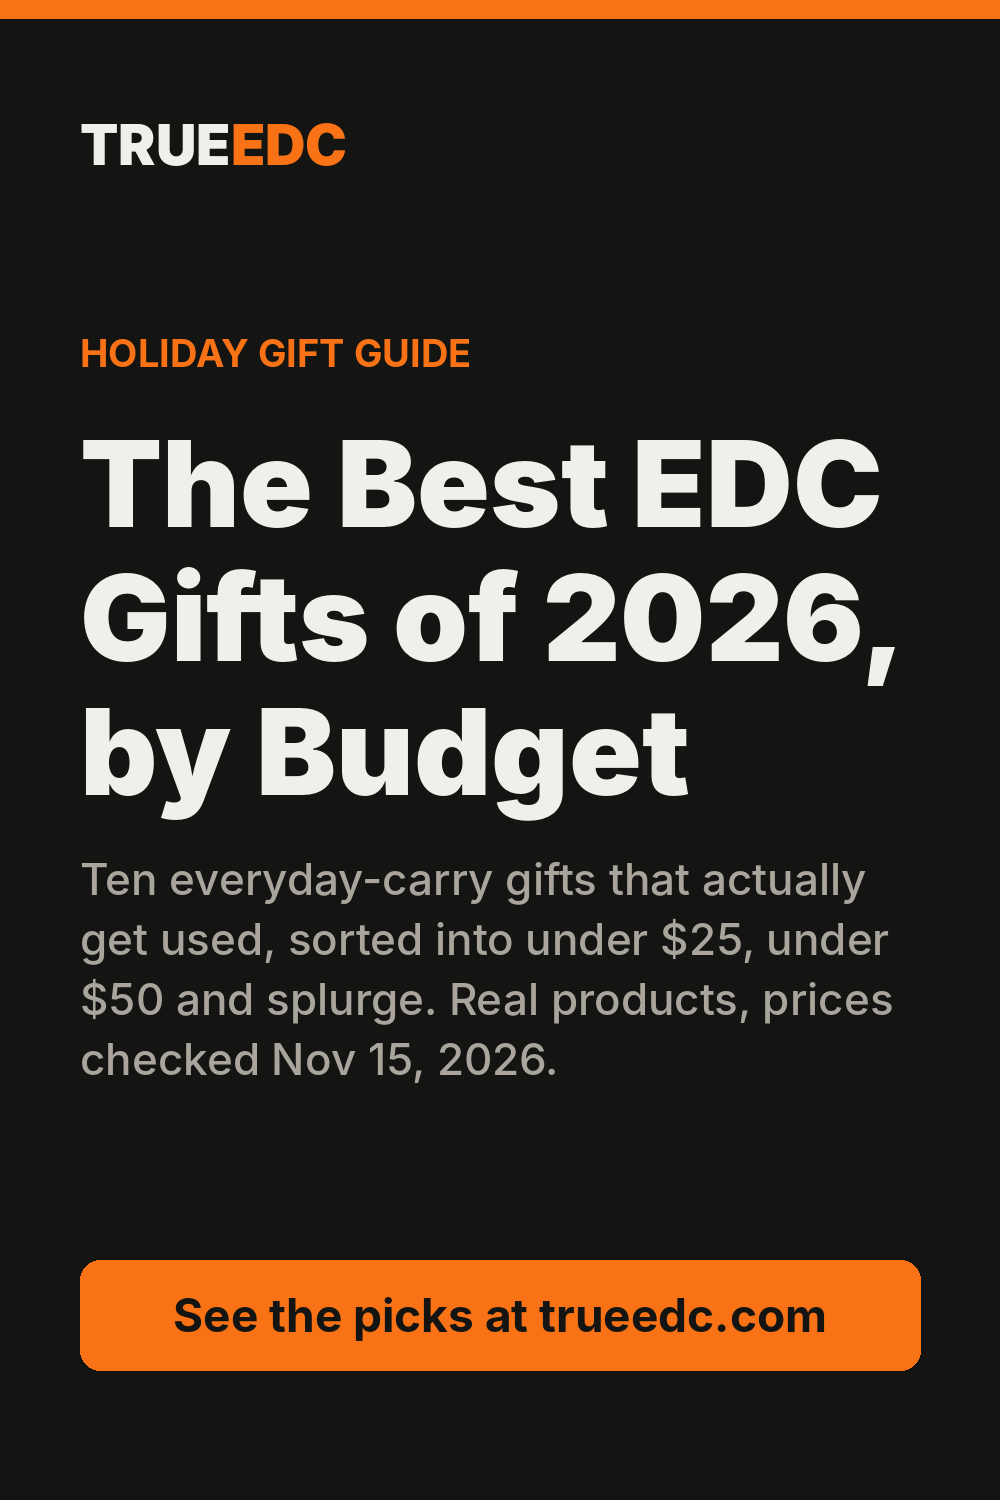 TRUEEDC
HOLIDAY GIFT GUIDE
The Best EDC
Gifts of 2026,
by Budget
Ten everyday-carry gifts that actually
get used, sorted into under $25, under
$50 and splurge. Real products, prices
checked Nov 15, 2026.
See the picks at trueedc.com